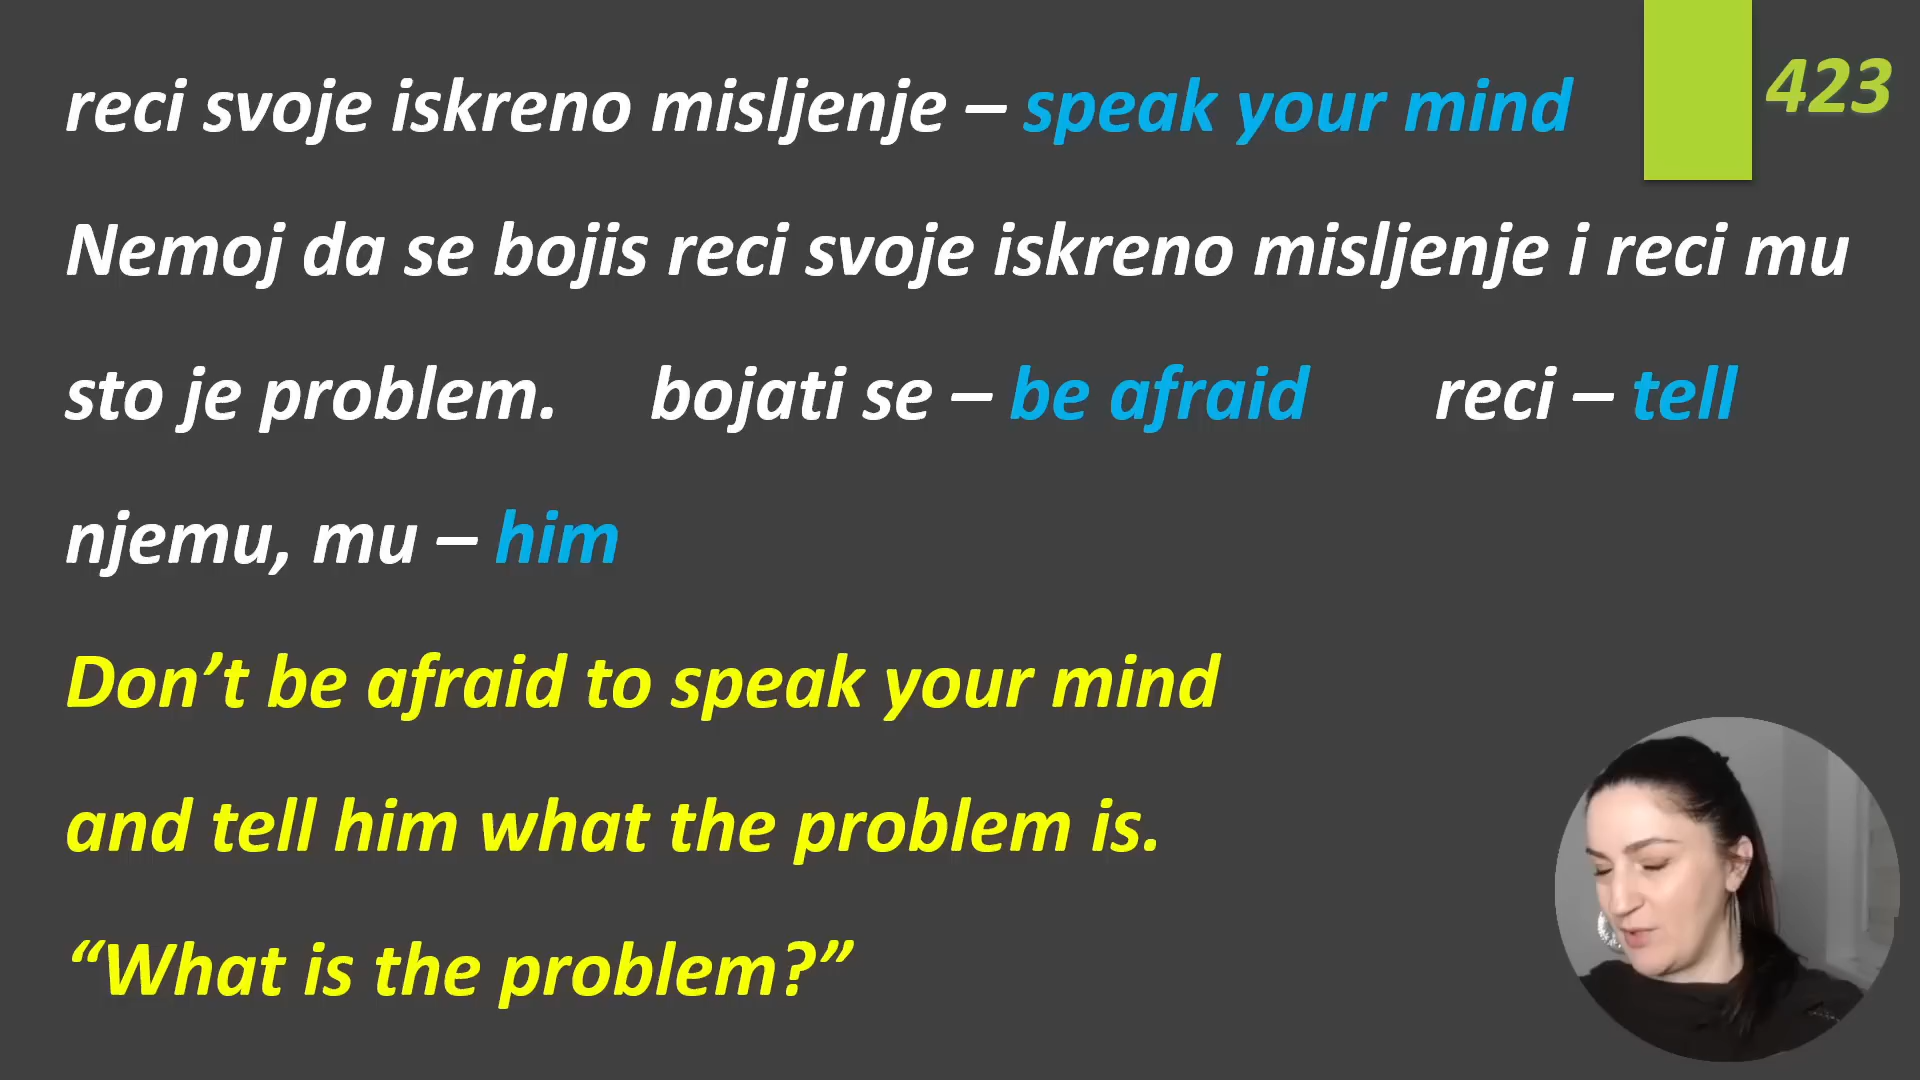 reci svoje iskreno misljenje – speak your mind
423
Nemoj da se bojis reci svoje iskreno misljenje i reci mu
sto je problem. bojati se – be afraid reci – tell
njemu, mu – him
Don’t be afraid to speak your mind
and tell him what the problem is.
“What is the problem?”